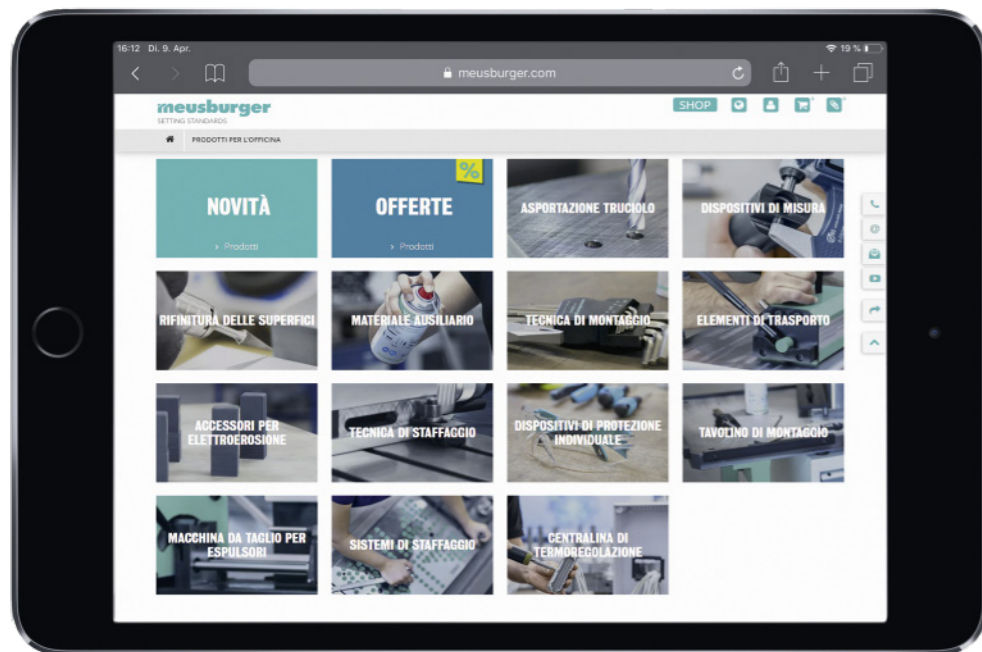 16:12 Di. 9. Apr.
19 %
meusburger.com
meusburger
SETTING STANDARDS
SHOP
PRODOTTI PER L'OFFICINA
NOVITÀ
> Prodotti
%
OFFERTE
> Prodotti
ASPORTAZIONE TRUCIOLO
DISPOSITIVI DI MISURA
RIFINITURA DELLE SUPERFICI
MATERIALE AUSILIARIO
TECNICA DI MONTAGGIO
ELEMENTI DI TRASPORTO
ACCESSORI PER
ELETTROEROSIONE
TECNICA DI STAFFAGGIO
DISPOSITIVI DI PROTEZIONE
INDIVIDUALE
TAVOLINO DI MONTAGGIO
MACCHINA DA TAGLIO PER
ESPULSORI
SISTEMI DI STAFFAGGIO
CENTRALINA DI
TERMOREGOLAZIONE